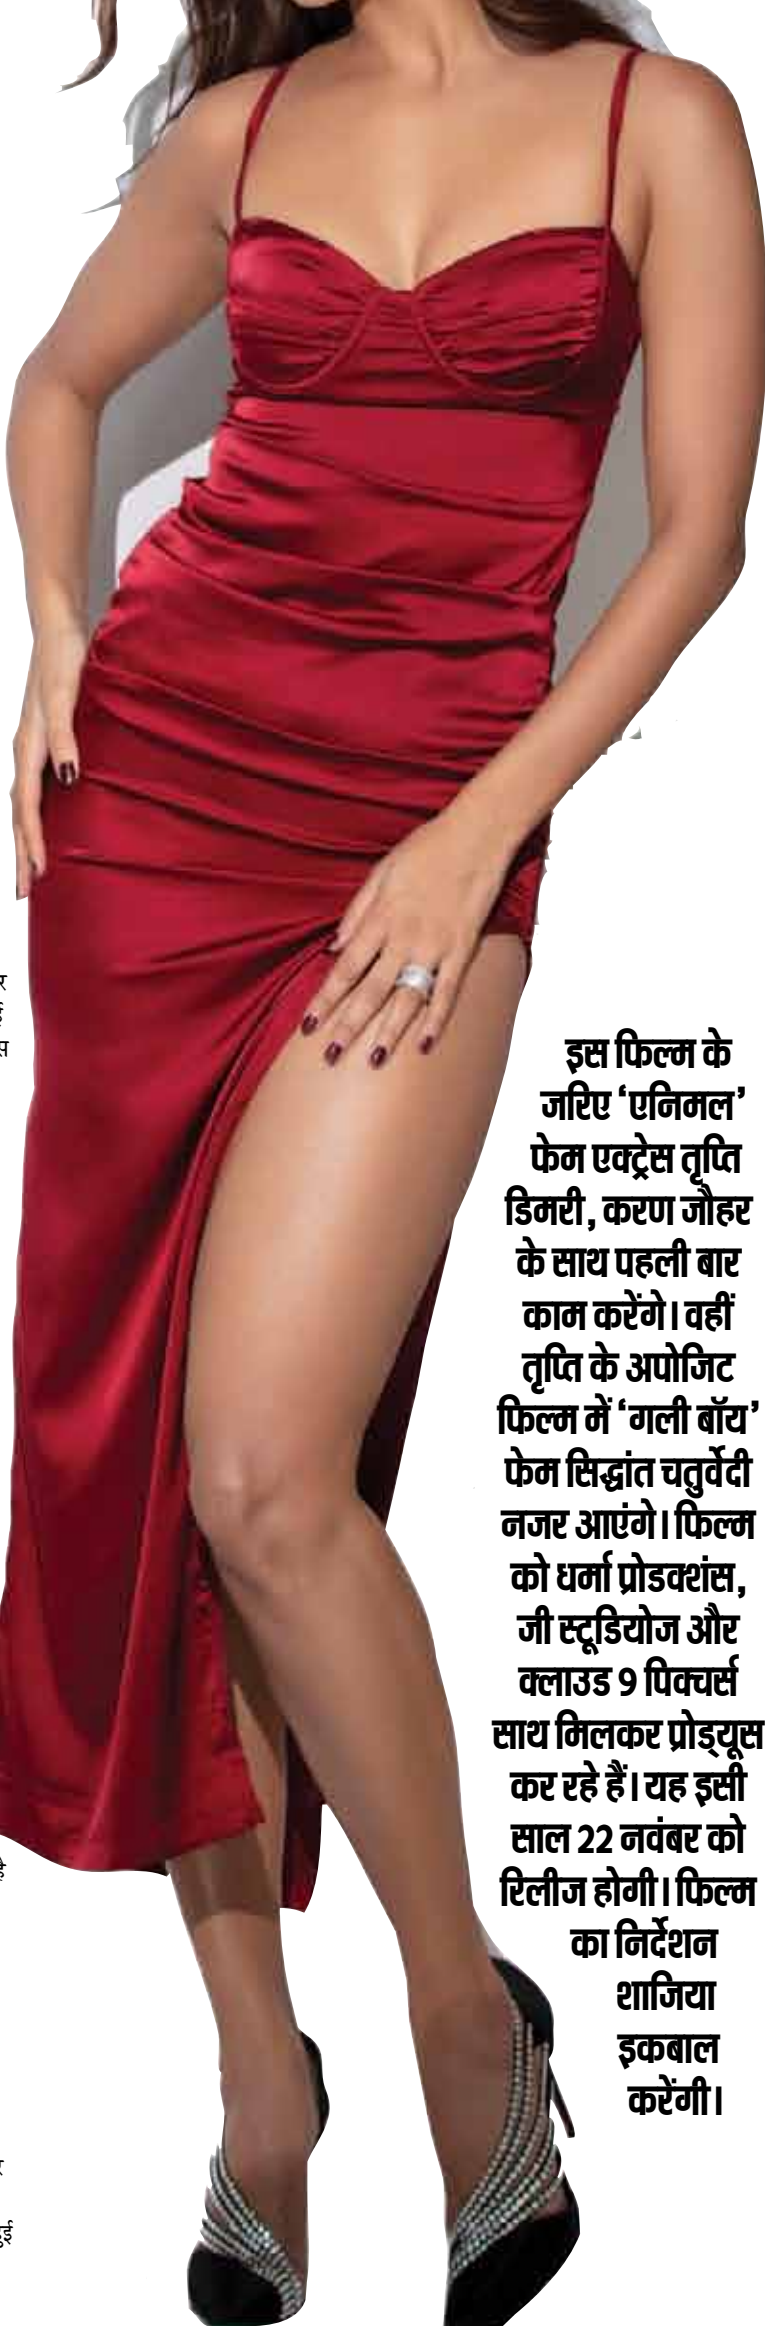 इस फिल्म के
जरिए ‘एनिमल’
फेम एक्ट्रेस तृप्ति
डिमरी, करण जौहर
के साथ पहली बार
काम करेंगे। वहीं
तृप्ति के अपोजिट
फिल्म में ‘गली बॉय’
फेम सिद्धांत चतुर्वेदी
नजर आएंगे। फिल्म
को धर्मा प्रोडक्शंस,
जी स्टूडियोज और
क्लाउड 9 पिक्चर्स
साथ मिलकर प्रोड्यूस
कर रहे हैं। यह इसी
साल 22 नवंबर को
रिलीज होगी। फिल्म
का निर्देशन
शाजिया
इकबाल
करेंगी।